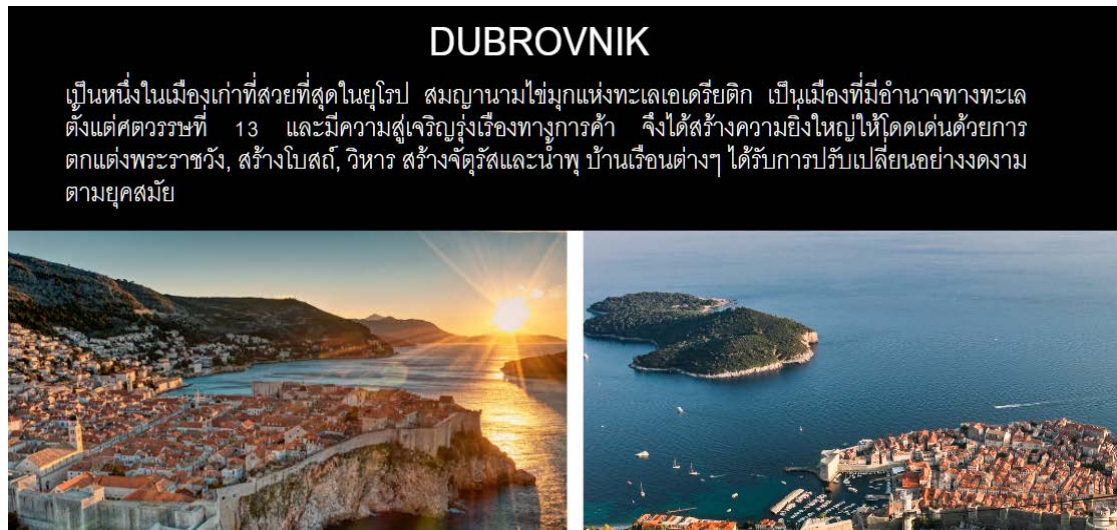 DUBROVNIK
เป็นหนึ่งในเมืองเก่าที่สวยที่สุดในยุโรป สมญานามไข่มุกแห่งทะเลเอเดรียติก เป็นเมืองที่มีอำนาจทางทะเล
ตั้งแต่ศตวรรษที่ 13 และมีความสู่เจริญรุ่งเรืองทางการค้า จึงได้สร้างความยิ่งใหญ่ให้โดดเด่นด้วยการ
ตกแต่งพระราชวัง, สร้างโบสถ์, วิหาร สร้างจัตุรัสและน้ำพุ บ้านเรือนต่างๆ ได้รับการปรับเปลี่ยนอย่างงดงาม
ตามยุคสมัย